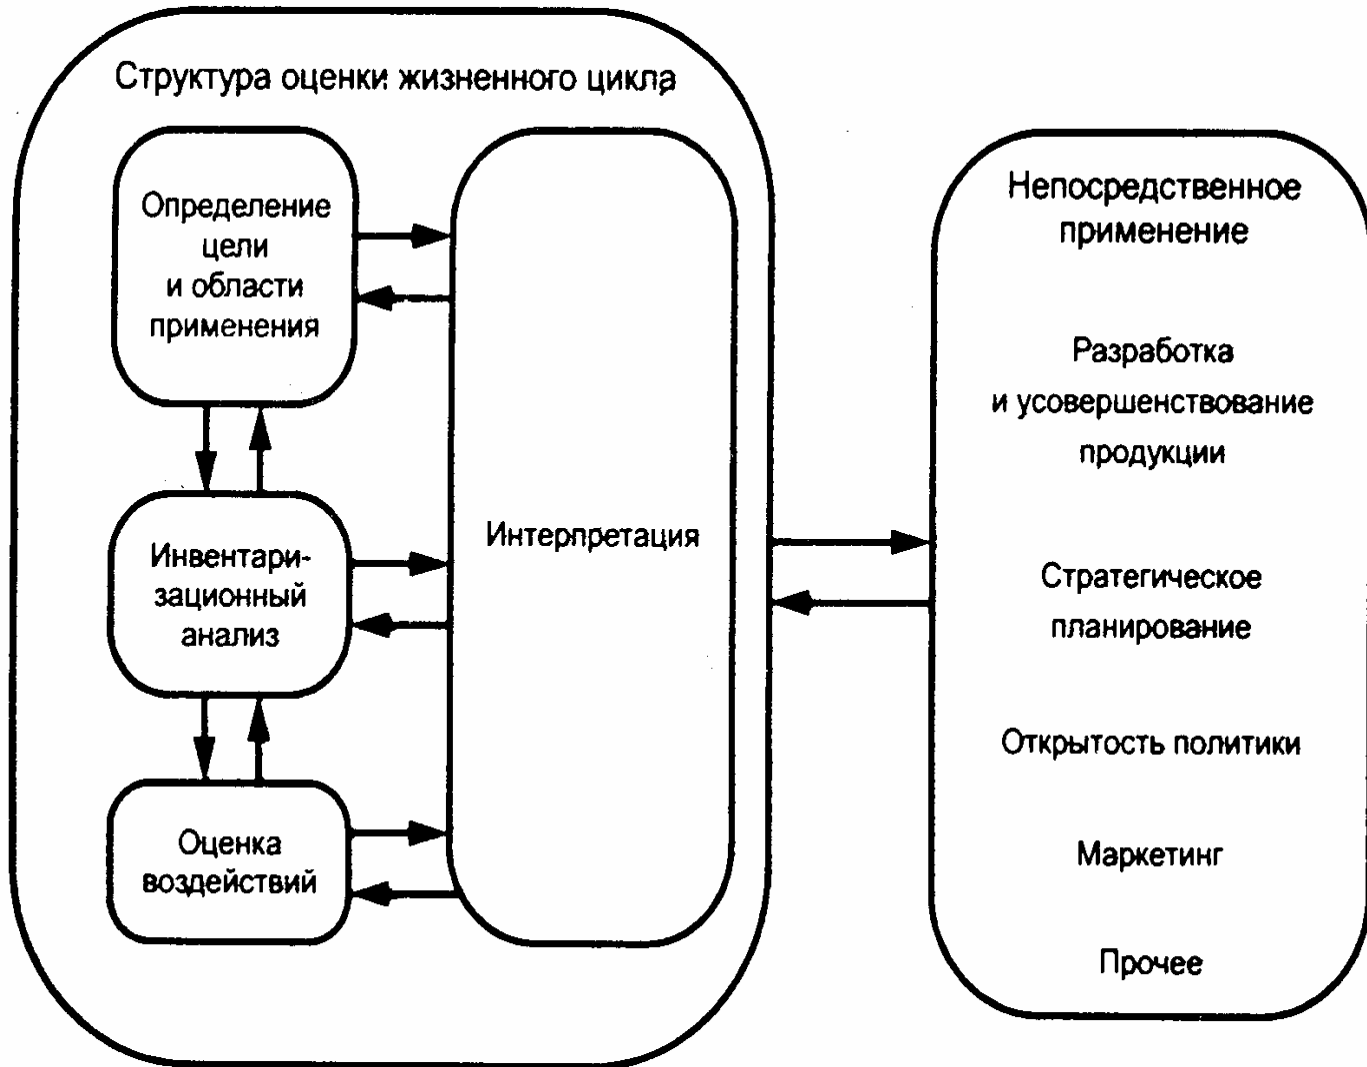 Структура оценки жизненного цикла
Определение
цели
и области
применения
Инвентари-
зационный
анализ
Оценка
воздействий
Интерпретация
Непосредственное
применение
Разработка
и усовершенствование
продукции
Стратегическое
планирование
Открытость политики
Маркетинг
Прочее